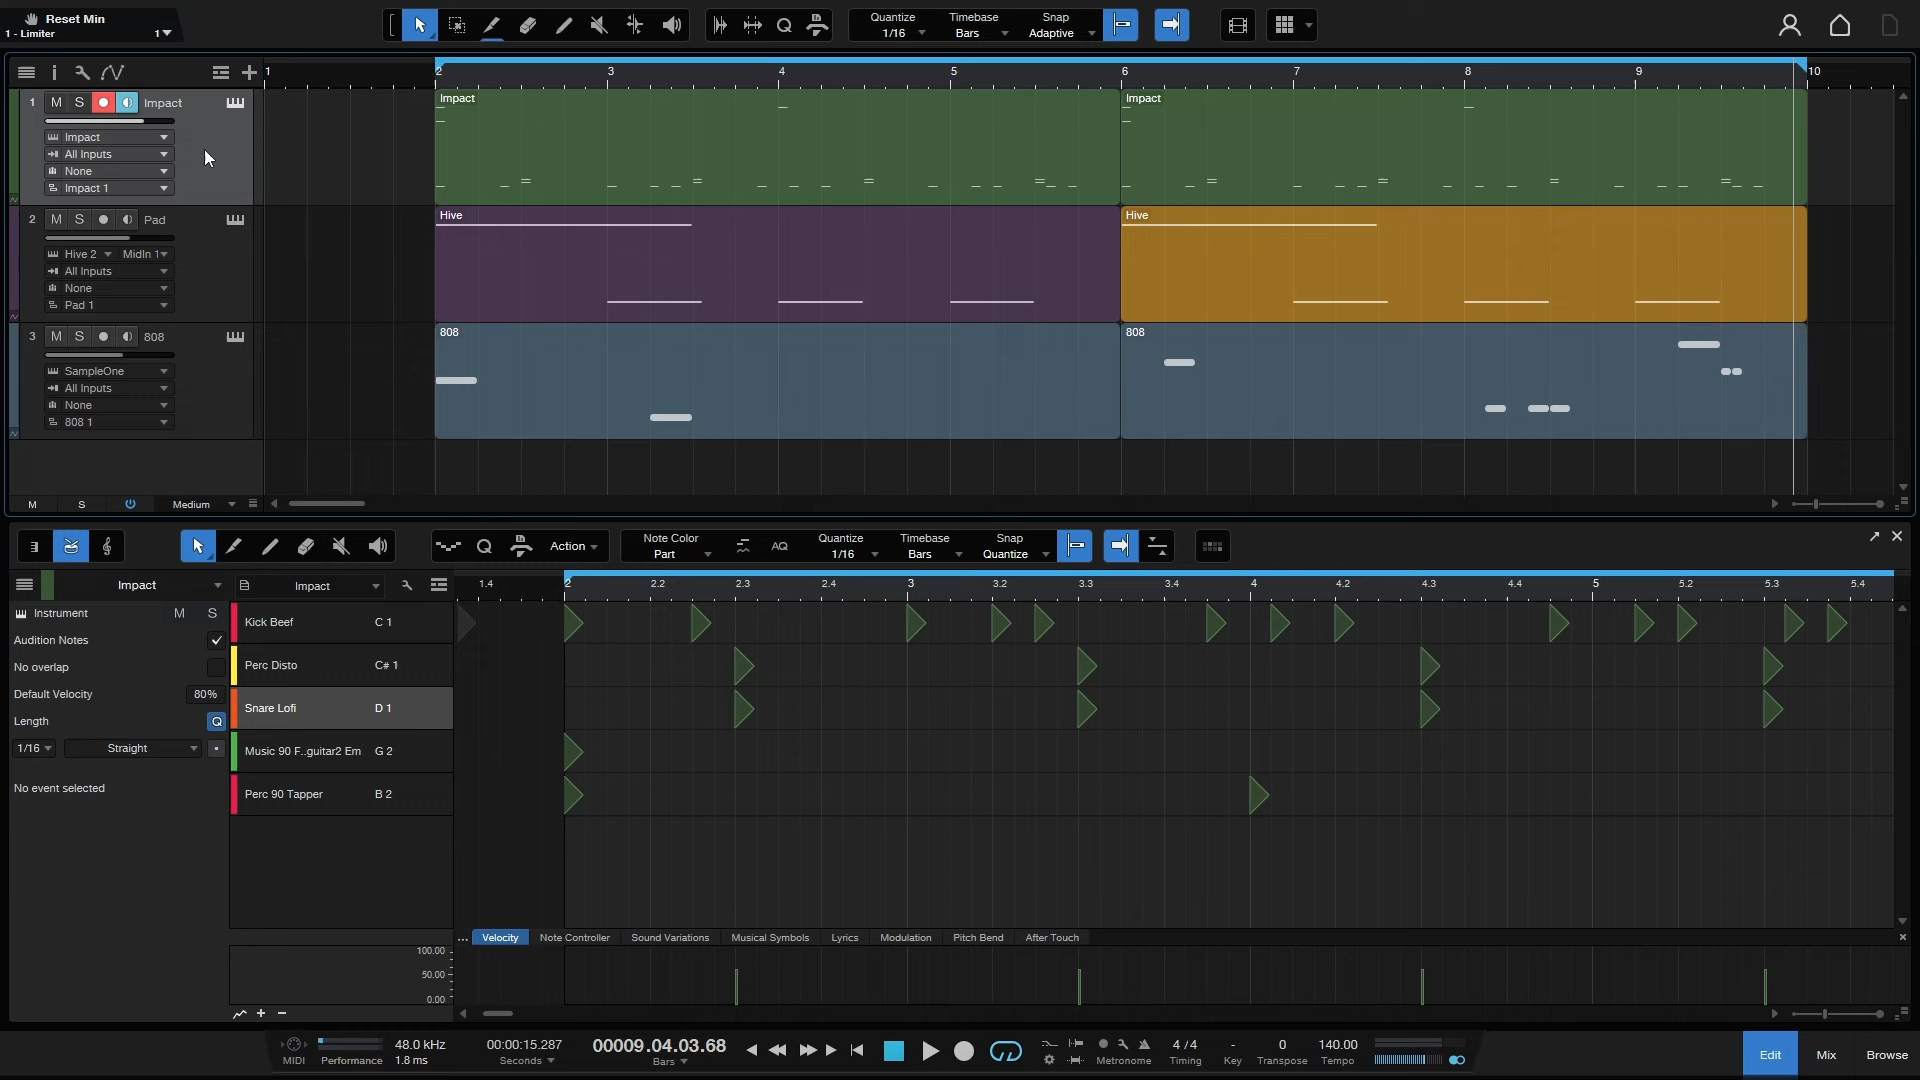 Reset Min
1 - Limiter 1
Quantize Timebase Snap
1/16 Bars Adaptive
1 2 3 4 5 6 7 8 9 10
1 M S Impact
Impact
All Inputs
None
Impact 1
Impact Impact
2 M S Pad
Hive 2 MidIn 1
All Inputs
None
Pad 1
Hive Hive
3 M S 808
SampleOne
All Inputs
None
808 1
808 808
M S Medium
Q Action
Note Color AQ Quantize Timebase Snap
Part 1/16 Bars Quantize
Impact Impact
1.4 2 2.2 2.3 2.4 3 3.2 3.3 3.4 4 4.2 4.3 4.4 5 5.2 5.3 5.4
Instrument M S
Audition Notes
No overlap
Default Velocity 80%
Length Q
1/16 Straight
No event selected
Kick Beef C 1
Perc Disto C# 1
Snare Lofi D 1
Music 90 F..guitar2 Em G 2
Perc 90 Tapper B 2
... Velocity Note Controller Sound Variations Musical Symbols Lyrics Modulation Pitch Bend After Touch
100.00
50.00
0.00
MIDI Performance 48.0 kHz
1.8 ms
00:00:15.287
Seconds
00009.04.03.68
Bars
Metronome
4 / 4
Timing
-
Key
0
Transpose
140.00
Tempo
Edit Mix Browse